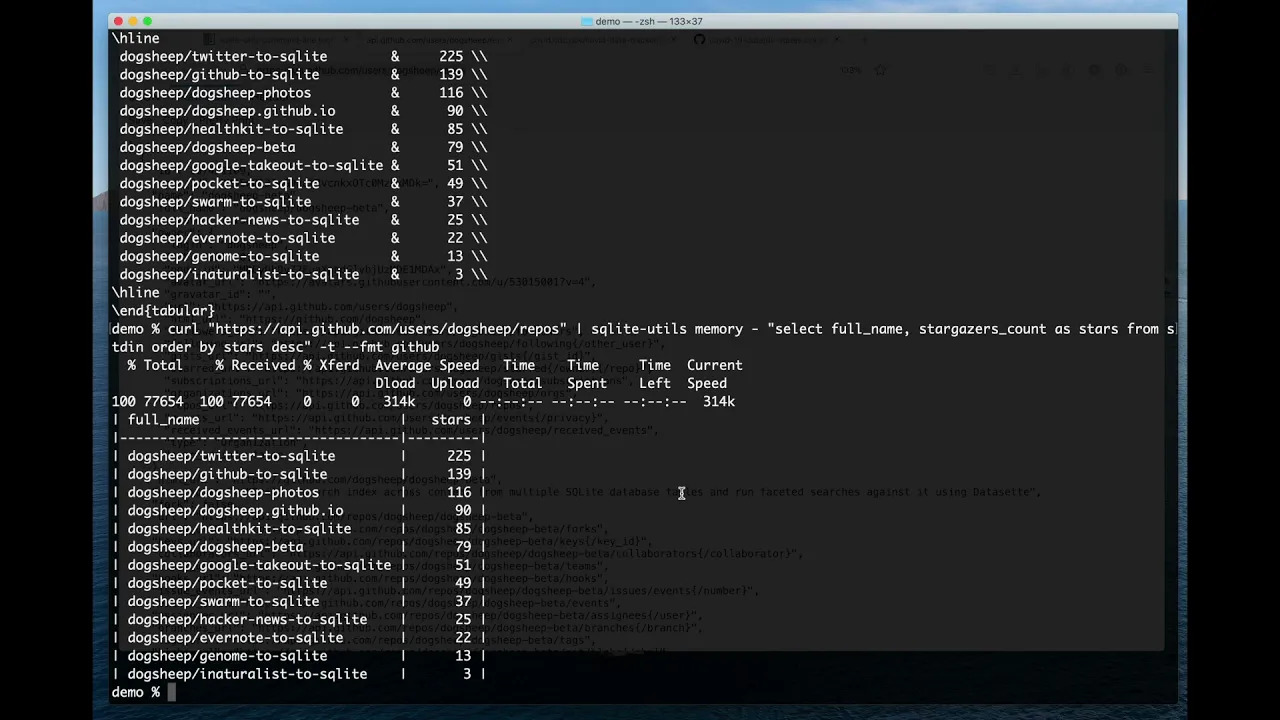 demo — -zsh — 133×37
\hline
dogsheep/twitter-to-sqlite & 225 \\
dogsheep/github-to-sqlite & 139 \\
dogsheep/dogsheep-photos & 116 \\
dogsheep/dogsheep.github.io & 90 \\
dogsheep/healthkit-to-sqlite & 85 \\
dogsheep/dogsheep-beta & 79 \\
dogsheep/google-takeout-to-sqlite & 51 \\
dogsheep/pocket-to-sqlite & 49 \\
dogsheep/swarm-to-sqlite & 37 \\
dogsheep/hacker-news-to-sqlite & 25 \\
dogsheep/evernote-to-sqlite & 22 \\
dogsheep/genome-to-sqlite & 13 \\
dogsheep/inaturalist-to-sqlite & 3 \\
\hline
\end{tabular}
demo % curl "https://api.github.com/users/dogsheep/repos" | sqlite-utils memory - "select full_name, stargazers_count as stars from s
tdin order by stars desc" -t --fmt github
% Total % Received % Xferd Average Speed Time Time Time Current
Dload Upload Total Spent Left Speed
100 77654 100 77654 0 0 314k 0 --:--:-- --:--:-- --:--:-- 314k
| full_name | stars |
|----------------------------------|---------|
| dogsheep/twitter-to-sqlite | 225 |
| dogsheep/github-to-sqlite | 139 |
| dogsheep/dogsheep-photos | 116 |
| dogsheep/dogsheep.github.io | 90 |
| dogsheep/healthkit-to-sqlite | 85 |
| dogsheep/dogsheep-beta | 79 |
| dogsheep/google-takeout-to-sqlite | 51 |
| dogsheep/pocket-to-sqlite | 49 |
| dogsheep/swarm-to-sqlite | 37 |
| dogsheep/hacker-news-to-sqlite | 25 |
| dogsheep/evernote-to-sqlite | 22 |
| dogsheep/genome-to-sqlite | 13 |
| dogsheep/inaturalist-to-sqlite | 3 |
demo %